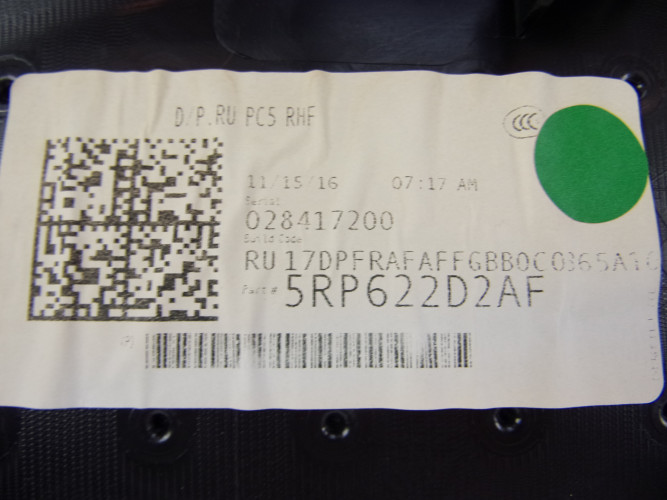 D/P.RU PC5 RHF
CCC
11/15/16 07:17 AM
Serial
028417200
Build Code
RU17DPFRAFAFFGBB0C0365A1C
Part # 5RP622D2AF
(P)